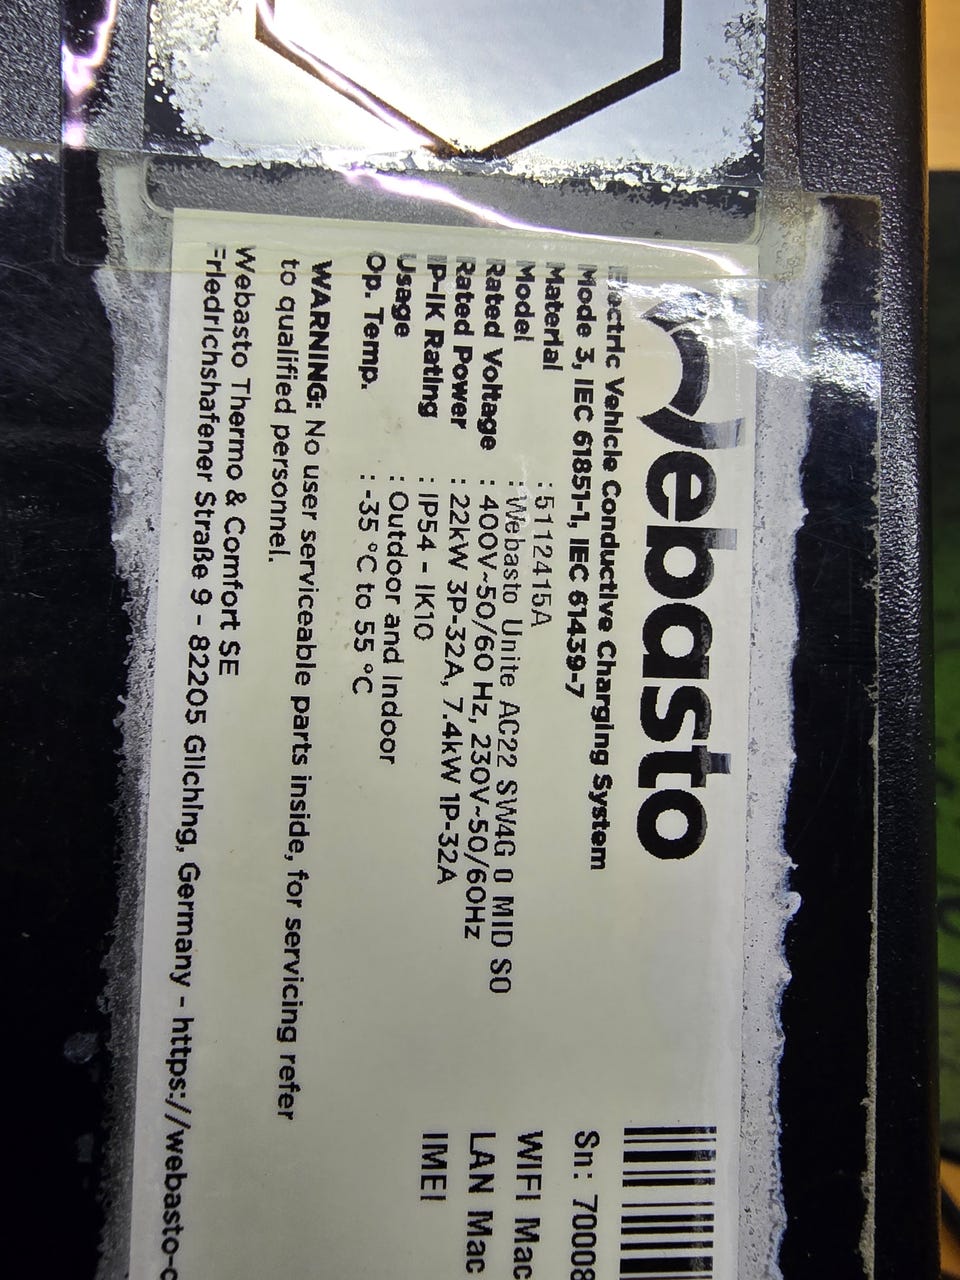 Webasto
Electric Vehicle Conductive Charging System
Mode 3, IEC 61851-1, IEC 61439-7
Material : 5112415A
Model : Webasto Unite AC22 SW4G 0 MID S0
Rated Voltage : 400V~50/60 Hz, 230V~50/60Hz
Rated Power : 22kW 3P-32A, 7.4kW 1P-32A
IP-IK Rating : IP54 - IK10
Usage : Outdoor and Indoor
Op. Temp. : -35 °C to 55 °C
WARNING: No user serviceable parts inside, for servicing refer
to qualified personnel.
Webasto Thermo & Comfort SE
Friedrichshafener Straße 9 - 82205 Gilching, Germany - https://webasto-c
Sn: 70008
WIFI Mac
LAN Mac
IMEI